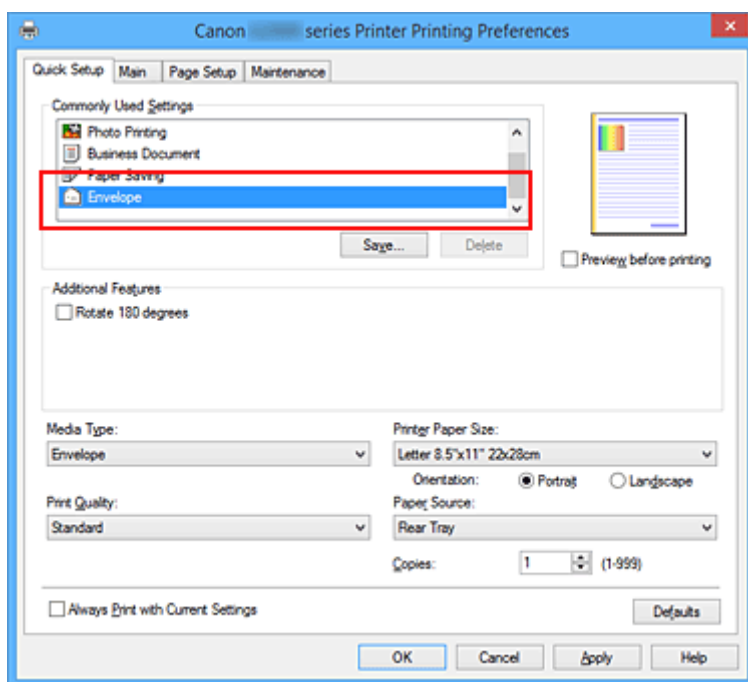 Canon series Printer Printing Preferences
Quick Setup Main Page Setup Maintenance
Commonly Used Settings
Photo Printing
Business Document
Paper Saving
Envelope
Save... Delete
Preview before printing
Additional Features
Rotate 180 degrees
Media Type:
Envelope
Printer Paper Size:
Letter 8.5"x11" 22x28cm
Orientation: Portrait Landscape
Print Quality:
Standard
Paper Source:
Rear Tray
Copies: 1 (1-999)
Always Print with Current Settings
Defaults
OK Cancel Apply Help